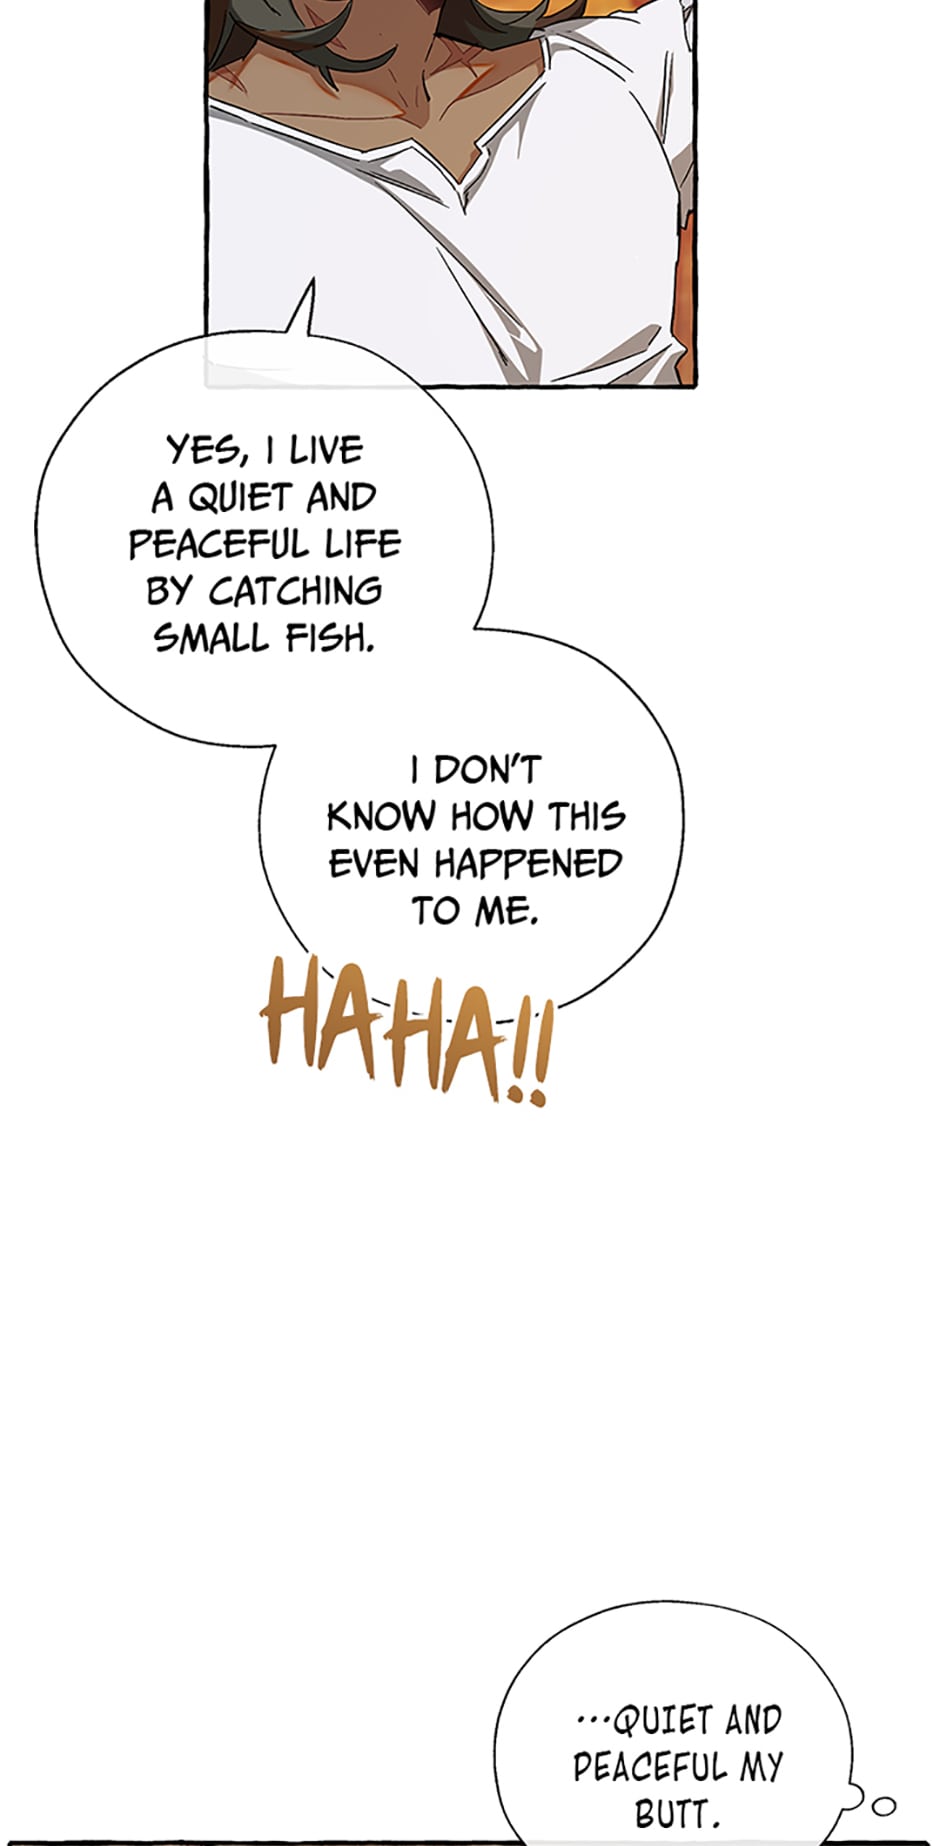 YES, I LIVE
A QUIET AND
PEACEFUL LIFE
BY CATCHING
SMALL FISH.
I DON'T
KNOW HOW THIS
EVEN HAPPENED
TO ME.
HAHA!!
...QUIET AND
PEACEFUL MY
BUTT.